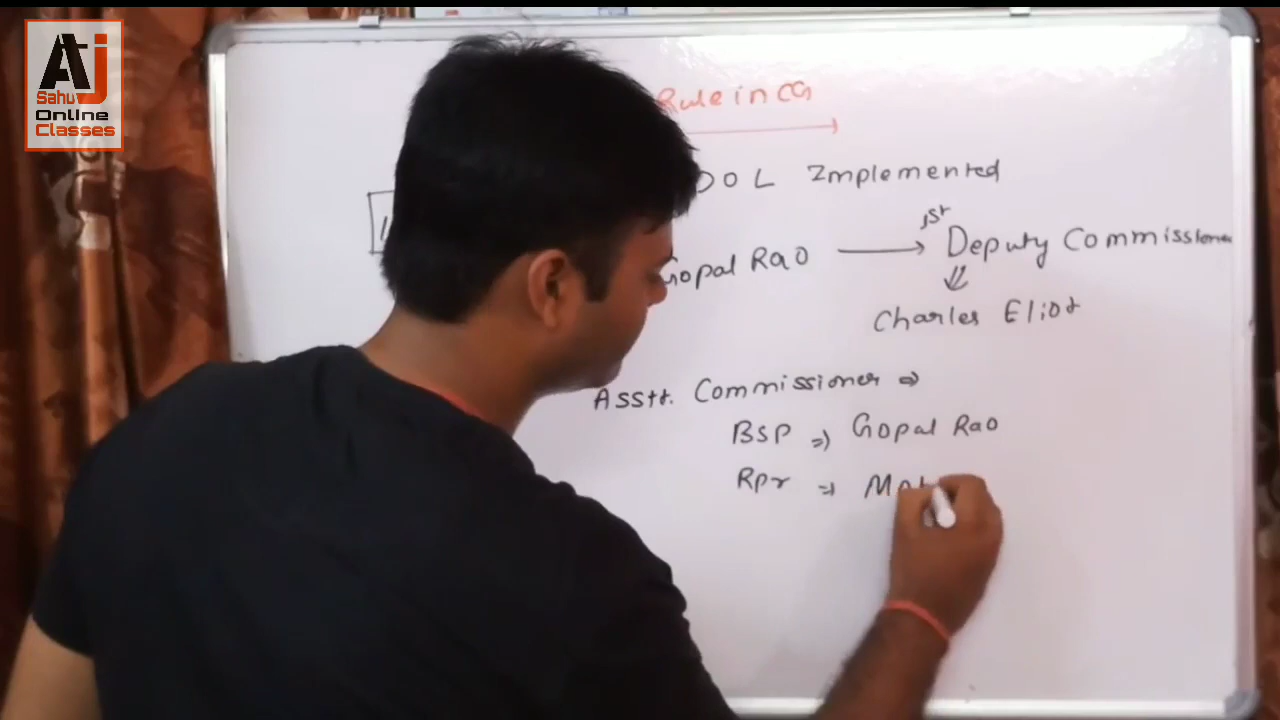 Atj
Sahu
Online
Classes
Rule in CG
DOL Implemented
1st
Gopal Rao → Deputy Commissioner
⇓
Charles Eliot
Asstt. Commissioner ⇒
BSP ⇒ Gopal Rao
Rpr ⇒